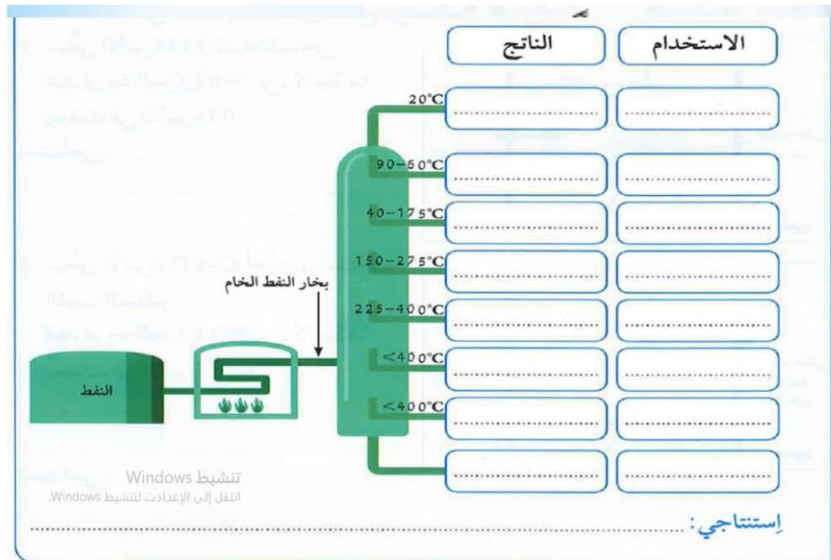 الاستخدام
الناتج
20°C
90-60°C
40-175°C
150-275°C
بخار النفط الخام
225-400°C
<400°C
النفط
<400°C
تنشيط Windows
انتقل إلى الإعدادات لتنشيط Windows.
إستنتاجي: